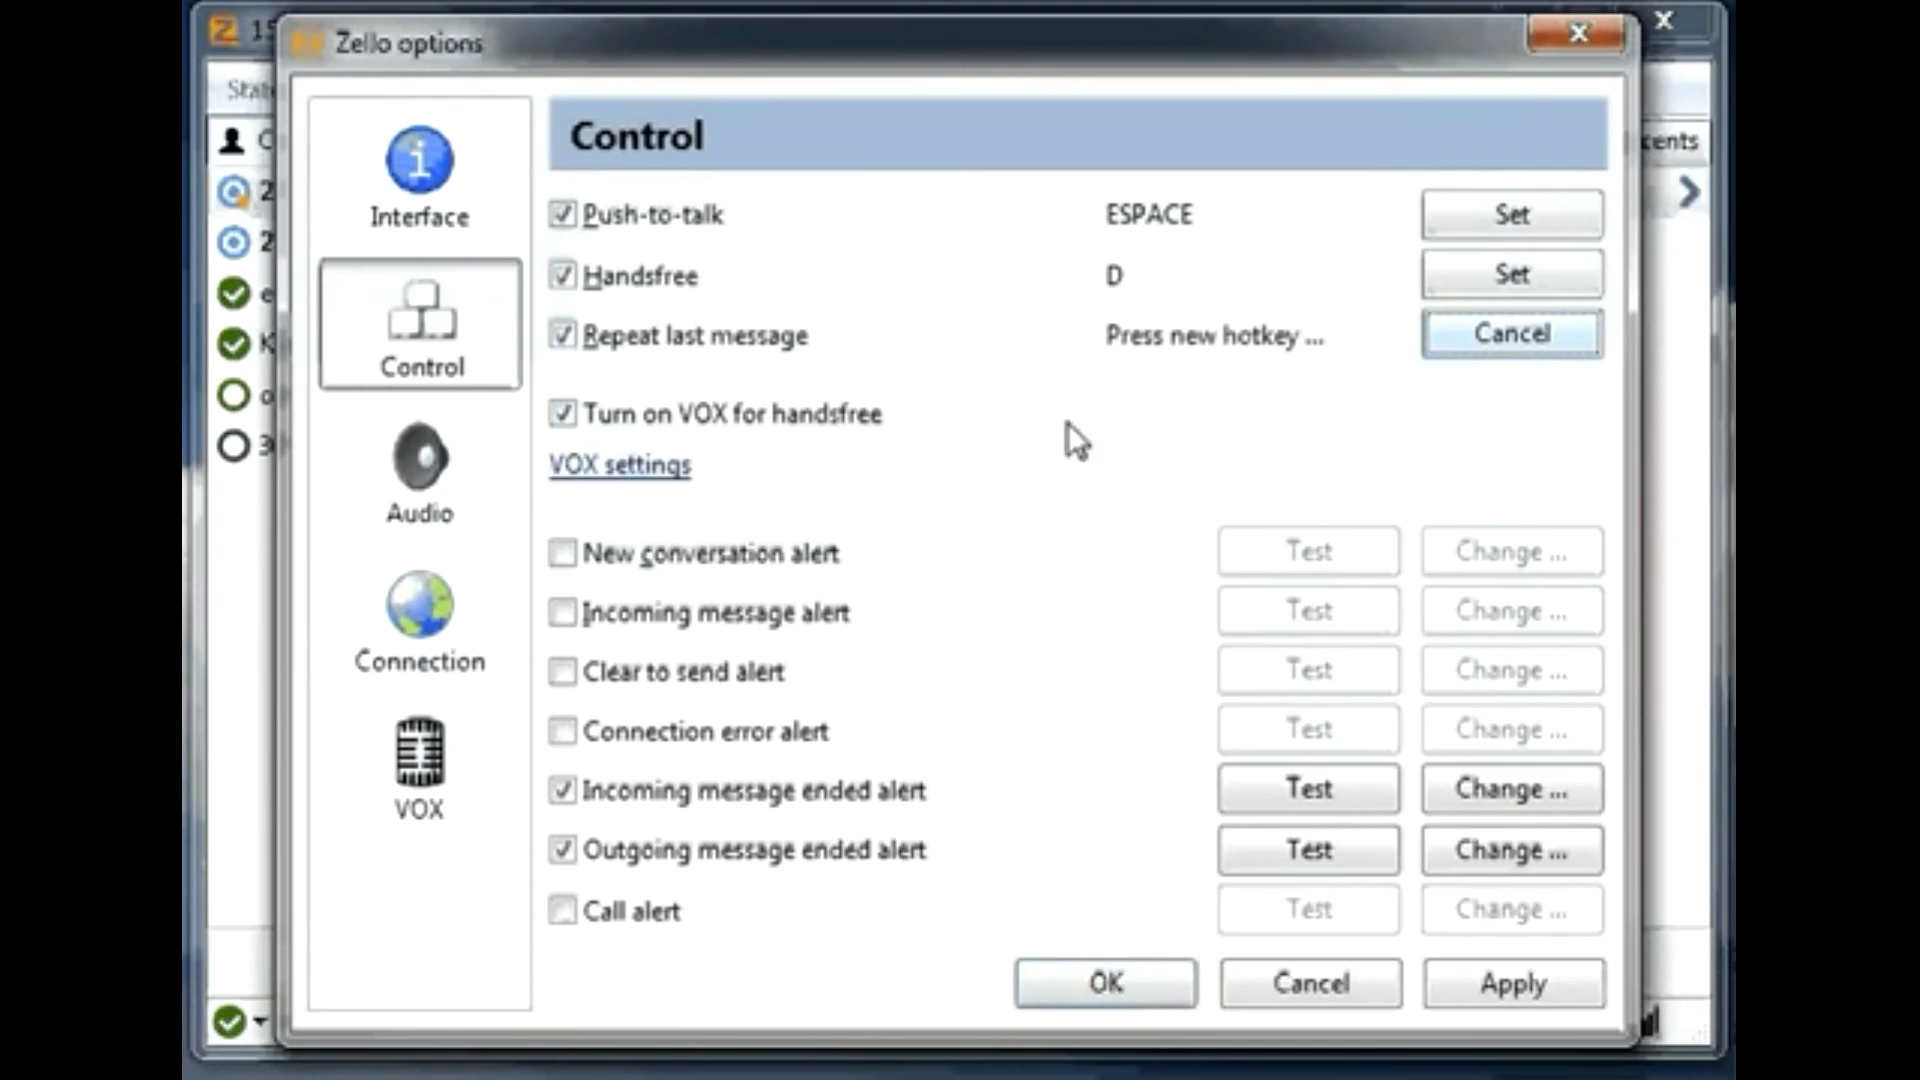 Zello options
Interface
Control
Audio
Connection
VOX
Control
Push-to-talk ESPACE Set
Handsfree D Set
Repeat last message Press new hotkey ... Cancel
Turn on VOX for handsfree
VOX settings
New conversation alert Test Change ...
Incoming message alert Test Change ...
Clear to send alert Test Change ...
Connection error alert Test Change ...
Incoming message ended alert Test Change ...
Outgoing message ended alert Test Change ...
Call alert Test Change ...
OK Cancel Apply